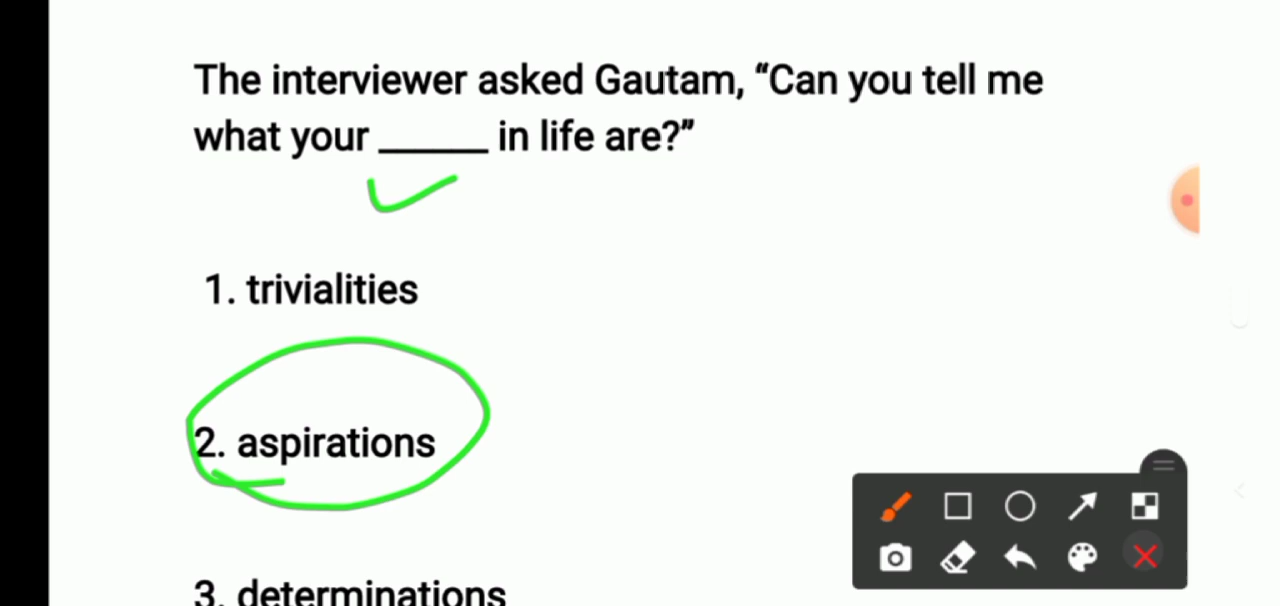 The interviewer asked Gautam, “Can you tell me
what your ______ in life are?”
1. trivialities
2. aspirations
3. determinations